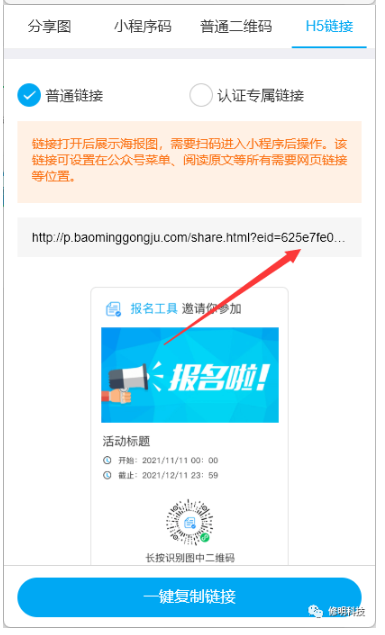 分享图 小程序码 普通二维码 H5链接
普通链接 认证专属链接
链接打开后展示海报图，需要扫码进入小程序后操作。该
链接可设置在公众号菜单、阅读原文等所有需要网页链接
等位置。
http://p.baominggongju.com/share.html?eid=625e7fe0...
报名工具 邀请你参加
报名啦!
活动标题
开始：2021/11/11 00：00
截止：2021/12/11 23：59
长按识别图中二维码
一键复制链接
修明科技